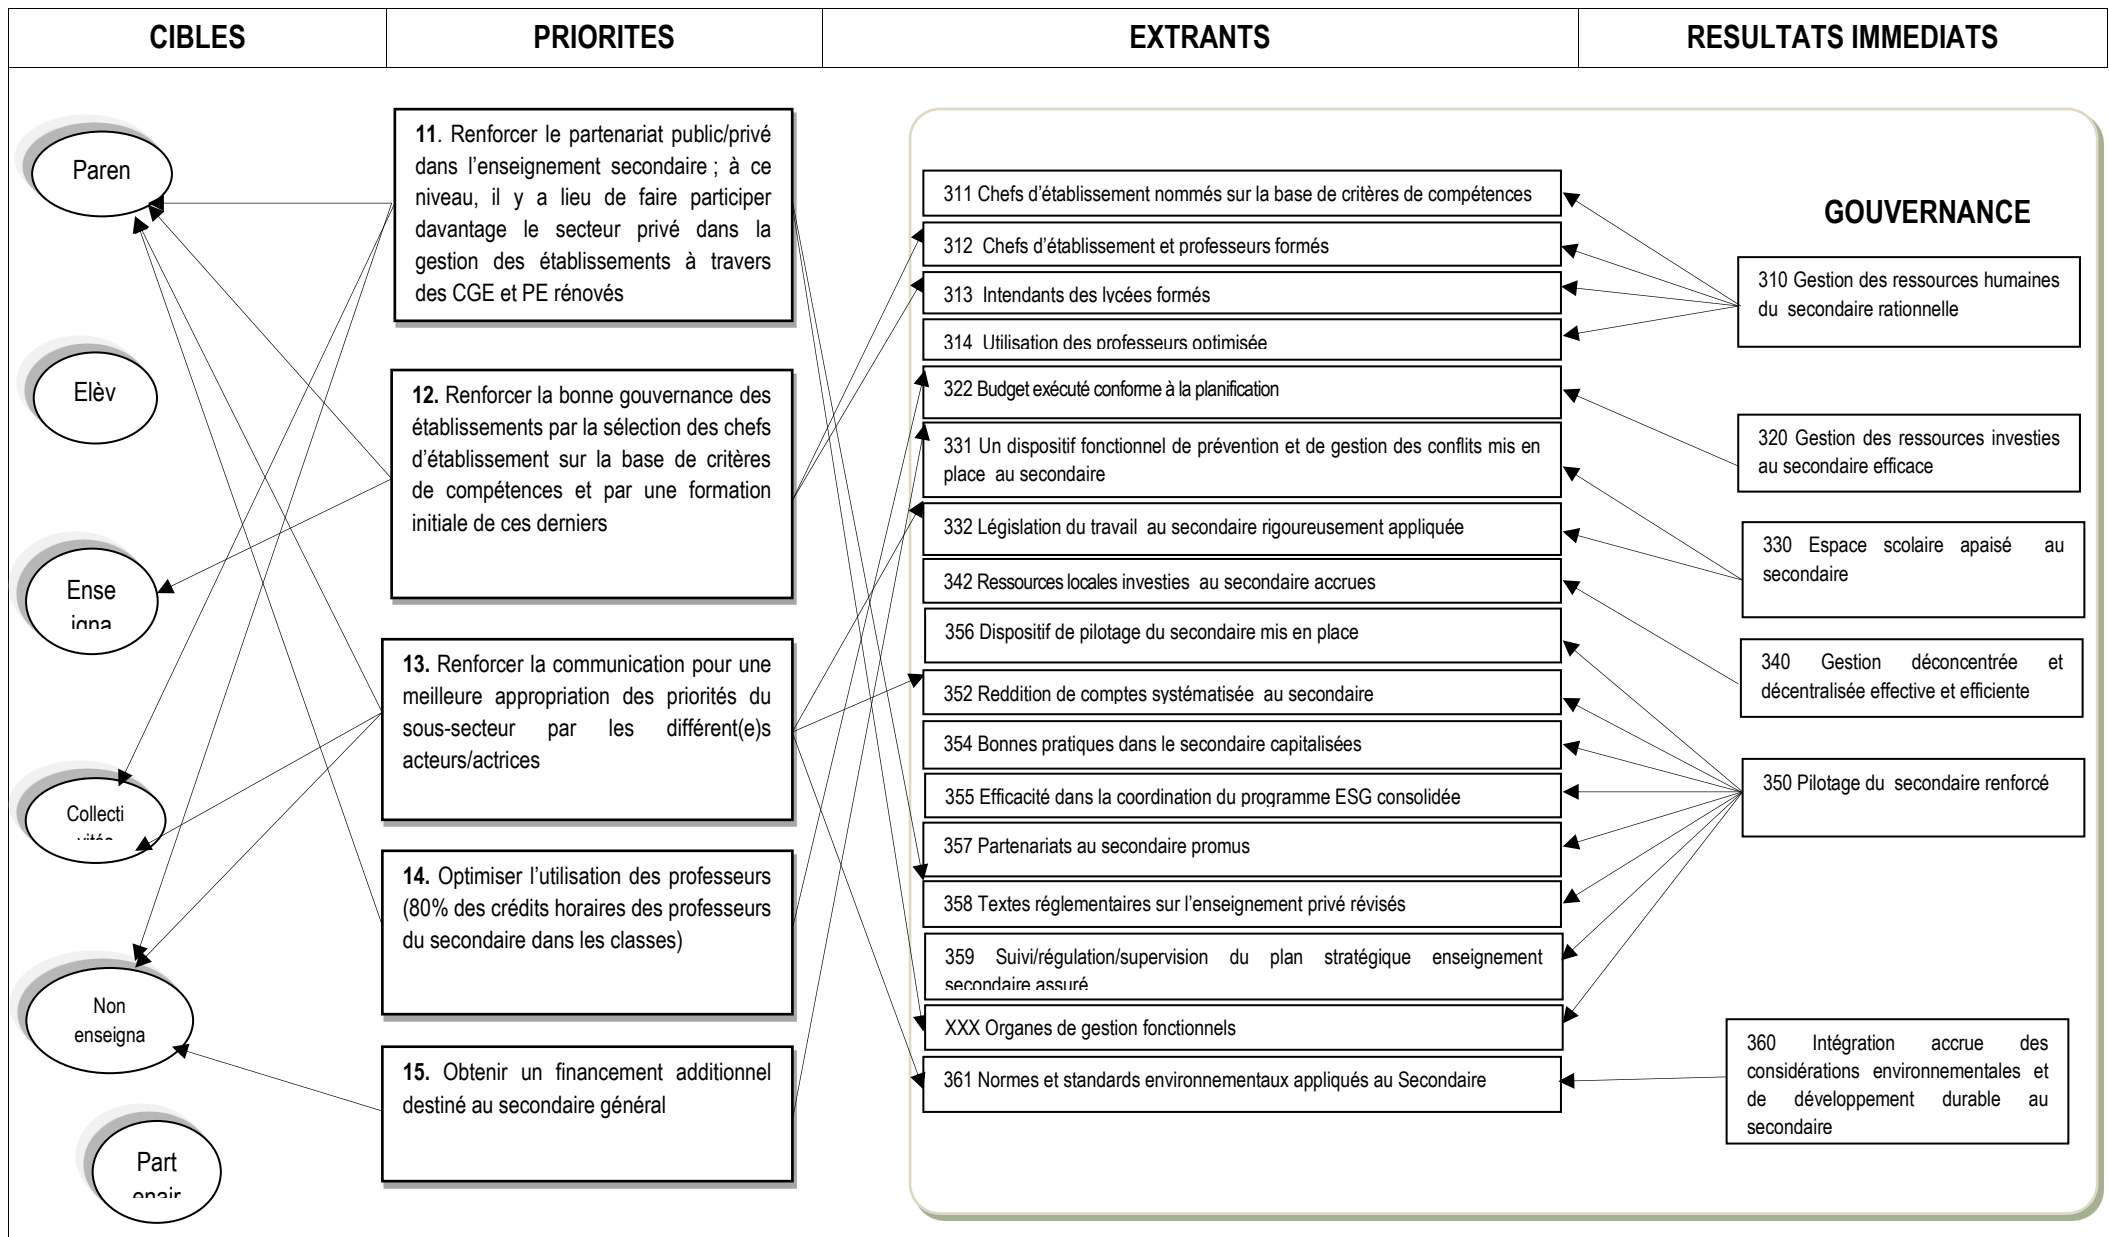 CIBLES
PRIORITES
EXTRANTS
RESULTATS IMMEDIATS
Paren
Elèv
Ense
igna
Collecti
vités
Non
enseigna
Part
enair
11. Renforcer le partenariat public/privé
dans l’enseignement secondaire ; à ce
niveau, il y a lieu de faire participer
davantage le secteur privé dans la
gestion des établissements à travers
des CGE et PE rénovés
12. Renforcer la bonne gouvernance des
établissements par la sélection des chefs
d’établissement sur la base de critères
de compétences et par une formation
initiale de ces derniers
13. Renforcer la communication pour une
meilleure appropriation des priorités du
sous-secteur par les différent(e)s
acteurs/actrices
14. Optimiser l’utilisation des professeurs
(80% des crédits horaires des professeurs
du secondaire dans les classes)
15. Obtenir un financement additionnel
destiné au secondaire général
311 Chefs d’établissement nommés sur la base de critères de compétences
312 Chefs d’établissement et professeurs formés
313 Intendants des lycées formés
314 Utilisation des professeurs optimisée
322 Budget exécuté conforme à la planification
331 Un dispositif fonctionnel de prévention et de gestion des conflits mis en
place au secondaire
332 Législation du travail au secondaire rigoureusement appliquée
342 Ressources locales investies au secondaire accrues
356 Dispositif de pilotage du secondaire mis en place
352 Reddition de comptes systématisée au secondaire
354 Bonnes pratiques dans le secondaire capitalisées
355 Efficacité dans la coordination du programme ESG consolidée
357 Partenariats au secondaire promus
358 Textes réglementaires sur l’enseignement privé révisés
359 Suivi/régulation/supervision du plan stratégique enseignement
secondaire assuré
XXX Organes de gestion fonctionnels
361 Normes et standards environnementaux appliqués au Secondaire
GOUVERNANCE
310 Gestion des ressources humaines
du secondaire rationnelle
320 Gestion des ressources investies
au secondaire efficace
330 Espace scolaire apaisé au
secondaire
340 Gestion déconcentrée et
décentralisée effective et efficiente
350 Pilotage du secondaire renforcé
360 Intégration accrue des
considérations environnementales et
de développement durable au
secondaire